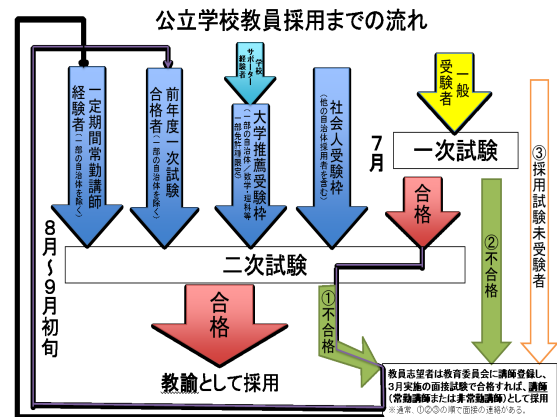 公立学校教員採用までの流れ
一定期間常勤講師
経験者(一部の自治体を除く)
前年度一次試験
合格者(一部の自治体を除く)
学校
サポーター
経験者
大学推薦受験枠
(一部の自治体/数学・理科等
一部免許種限定)
社会人受験枠
(他の自治体採用者を含む)
一般
受験者
7月
一次試験
合格
②不合格
③採用試験未受験者
8月~9月初旬
二次試験
合格
①不合格
教諭として採用
教員志望者は教育委員会に講師登録し、
3月実施の面接試験で合格すれば、講師
(常勤講師または非常勤講師)として採用
※通常、①②③の順で面接の連絡がある。